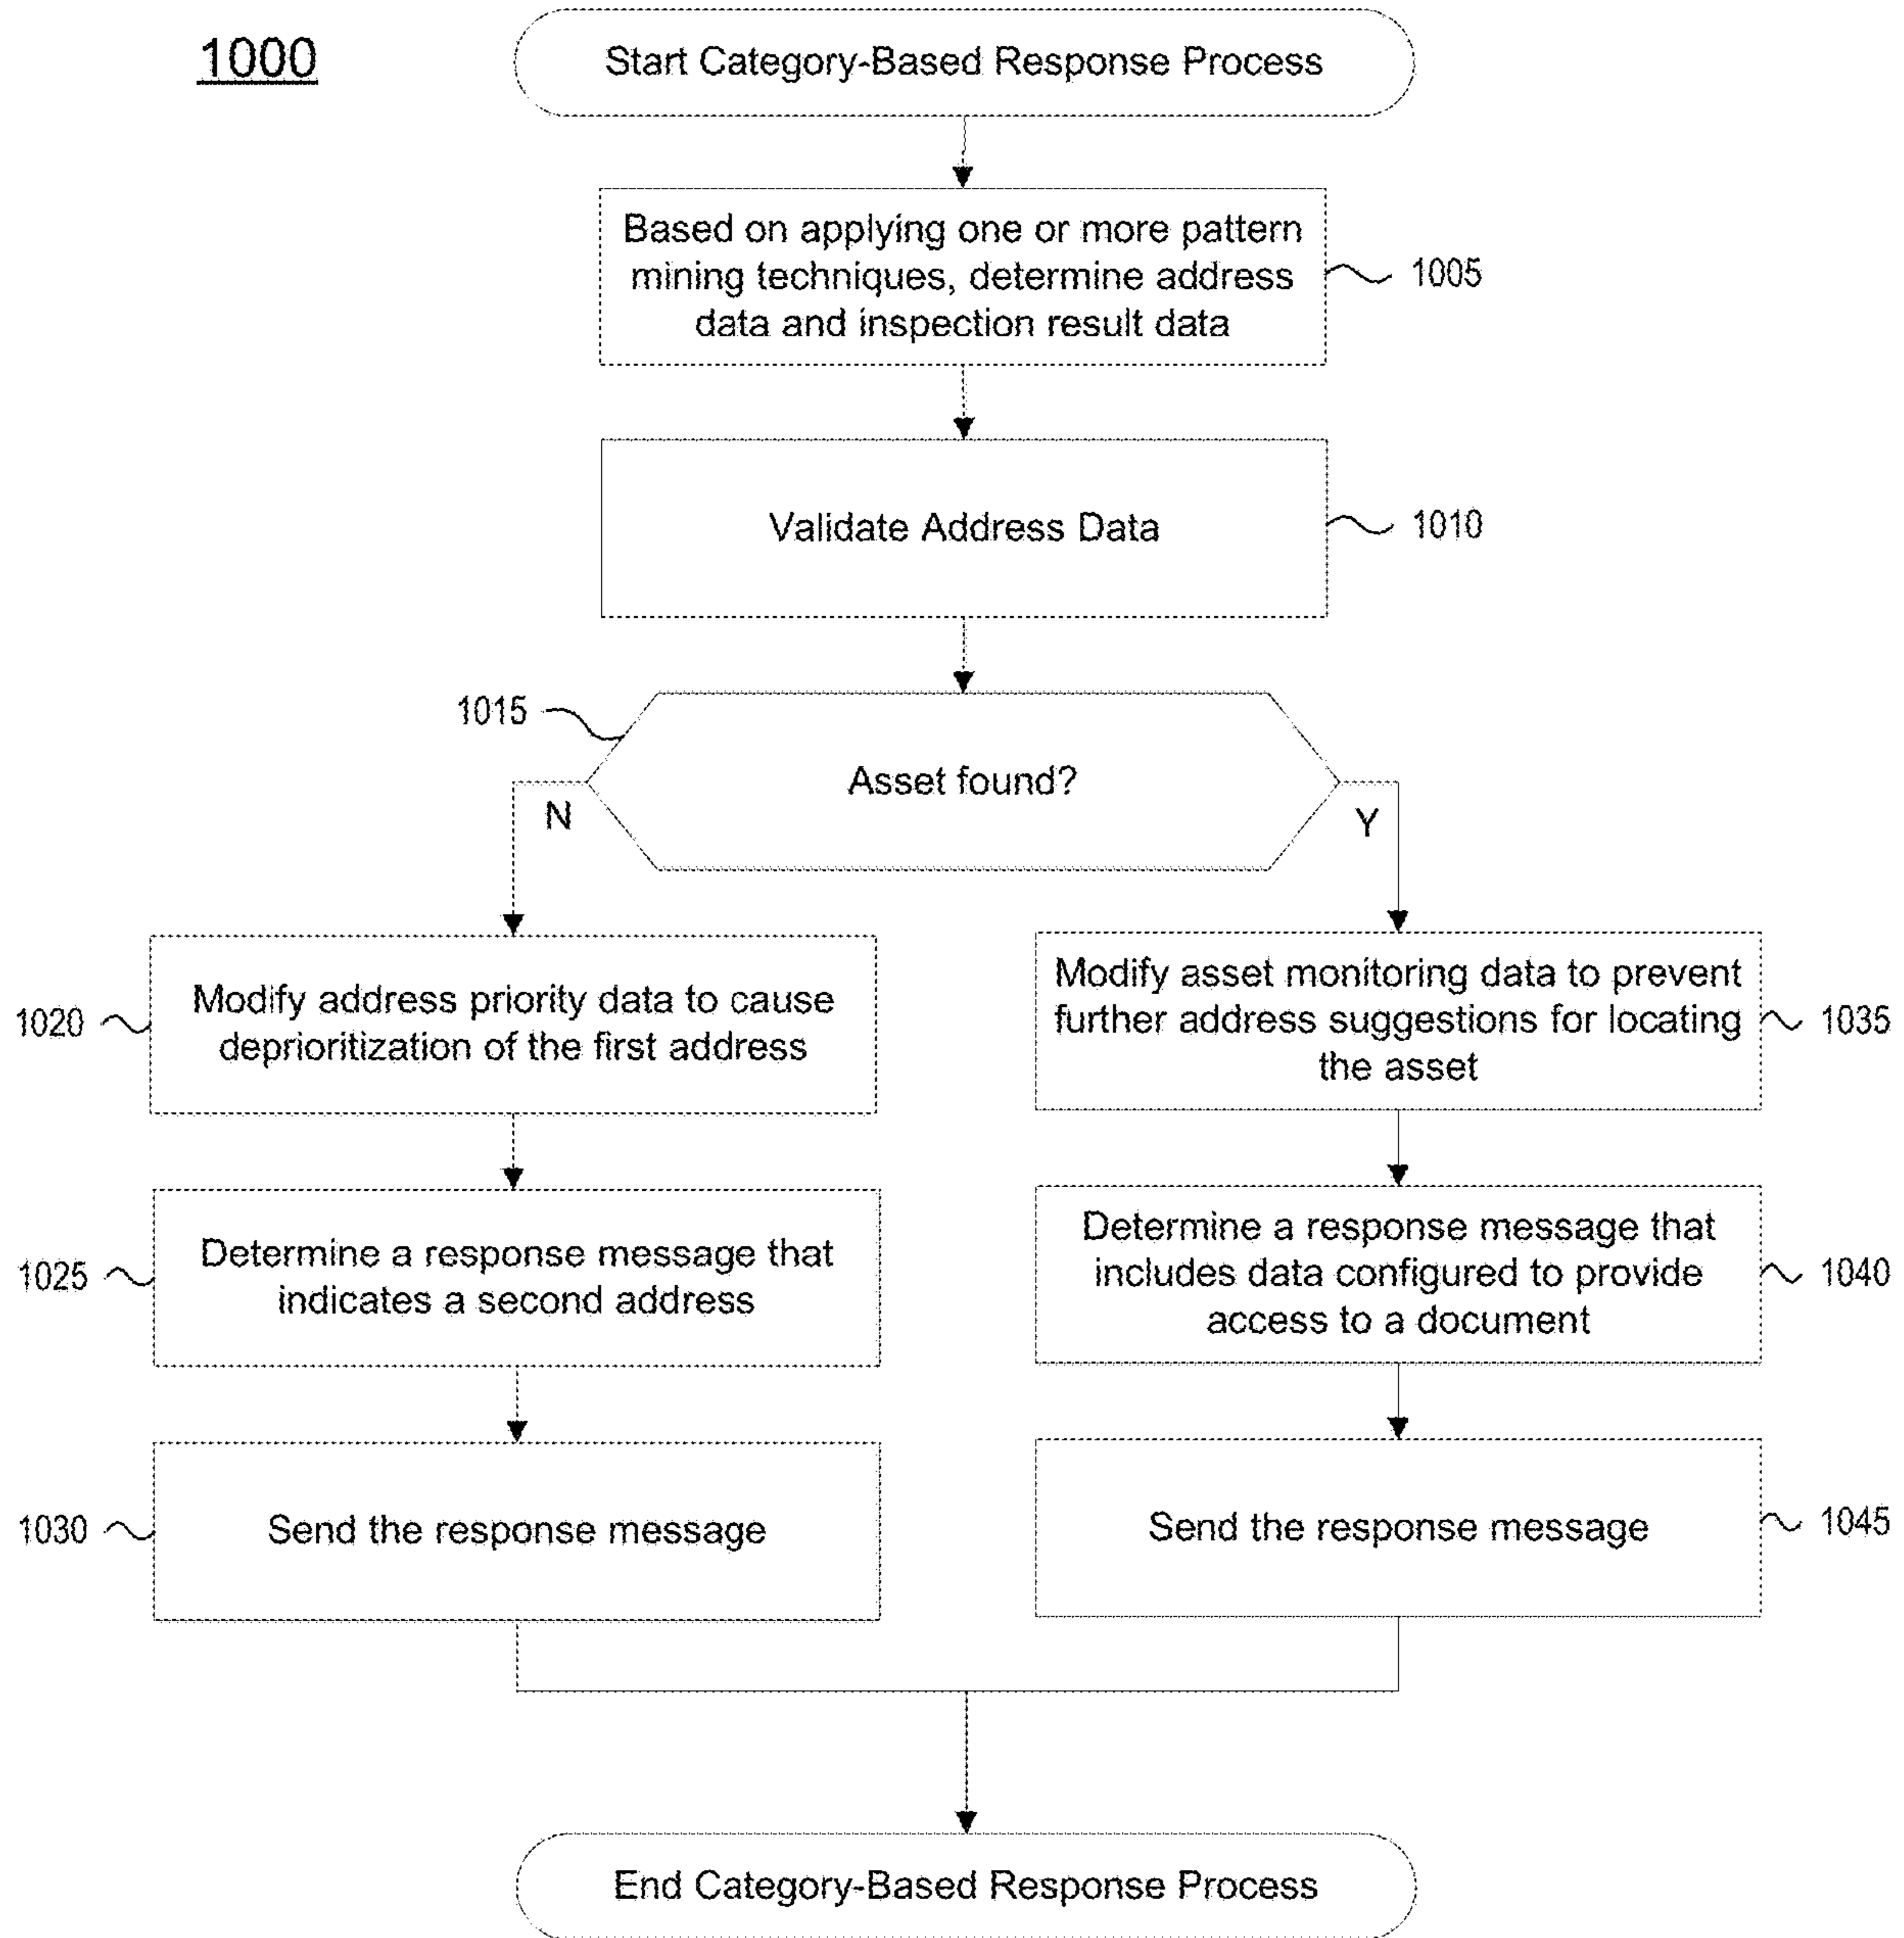 1000
Start Category-Based Response Process
Based on applying one or more pattern
mining techniques, determine address
data and inspection result data
1005
Validate Address Data
1010
1015
Asset found?
N
Y
1020
Modify address priority data to cause
deprioritization of the first address
Modify asset monitoring data to prevent
further address suggestions for locating
the asset
1035
1025
Determine a response message that
indicates a second address
Determine a response message that
includes data configured to provide
access to a document
1040
1030
Send the response message
Send the response message
1045
End Category-Based Response Process